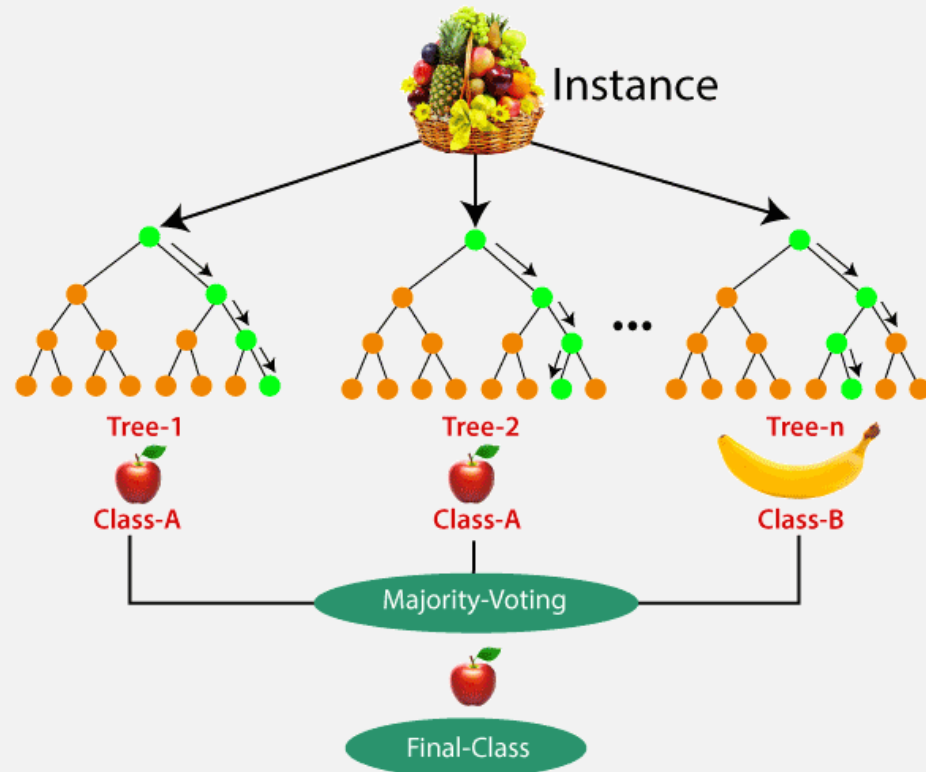 Instance
...
Tree-1
Tree-2
Tree-n
Class-A
Class-A
Class-B
Majority-Voting
Final-Class